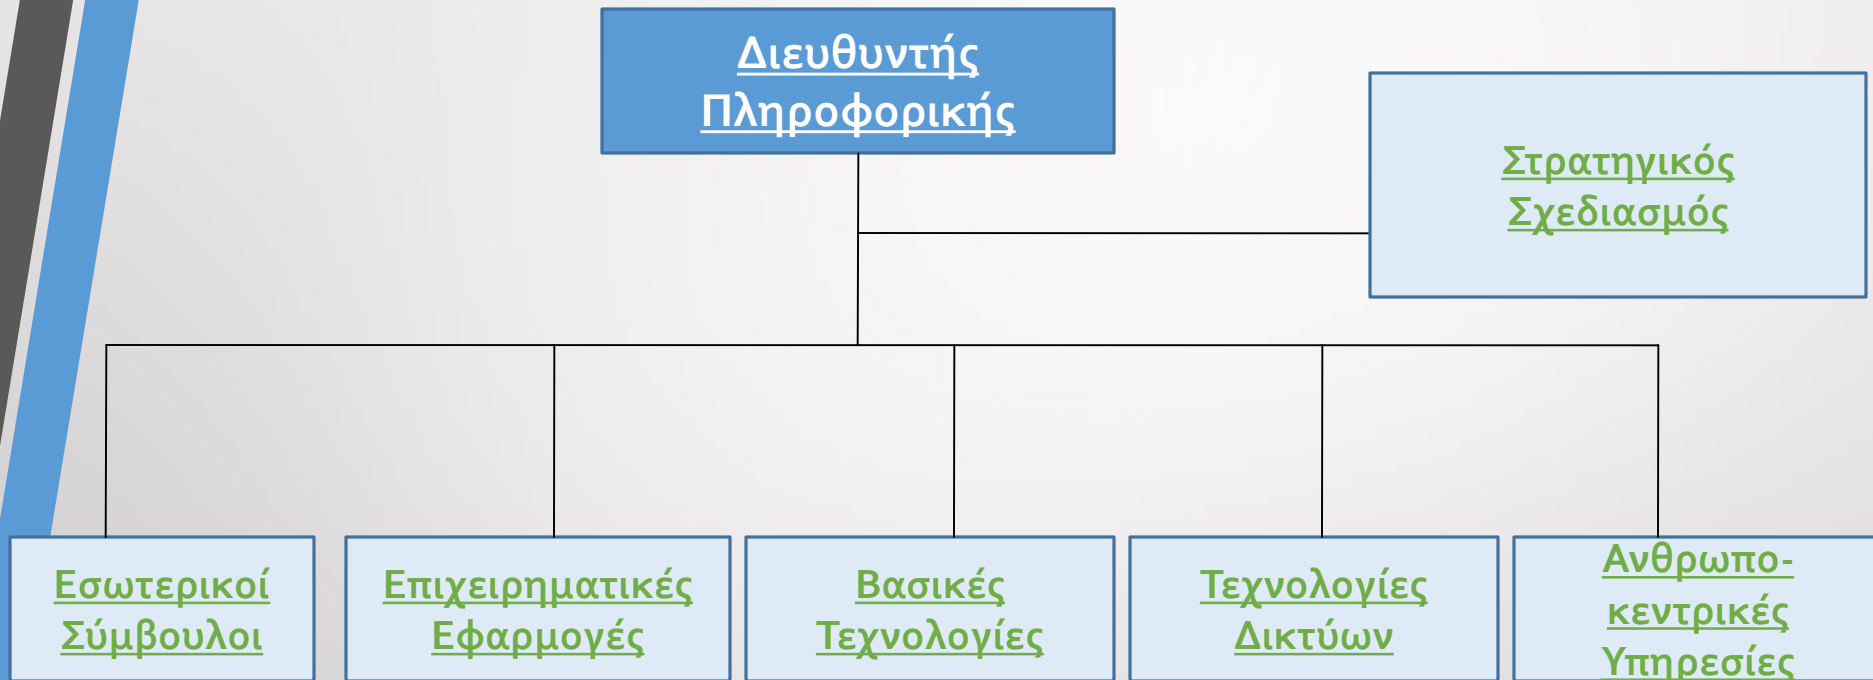 Διευθυντής
Πληροφορικής
Στρατηγικός
Σχεδιασμός
Εσωτερικοί
Σύμβουλοι
Επιχειρηματικές
Εφαρμογές
Βασικές
Τεχνολογίες
Τεχνολογίες
Δικτύων
Ανθρωπο-
κεντρικές
Υπηρεσίες